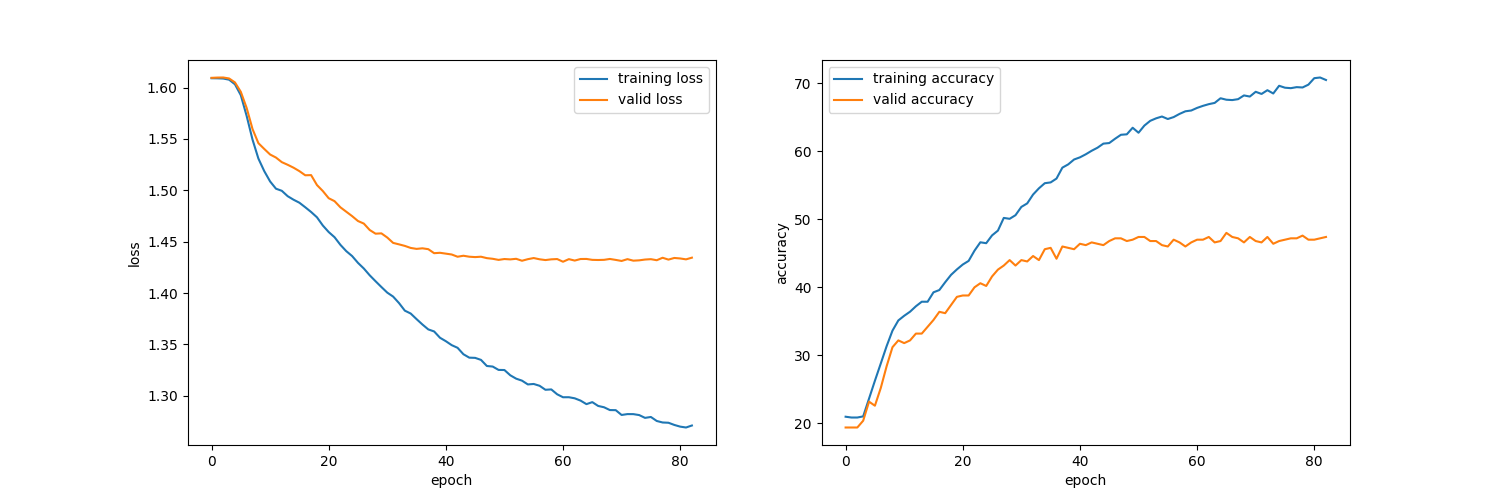 training loss
valid loss
1.60
1.55
1.50
1.45
1.40
1.35
1.30
loss
0 20 40 60 80
epoch
training accuracy
valid accuracy
70
60
50
40
30
20
accuracy
0 20 40 60 80
epoch